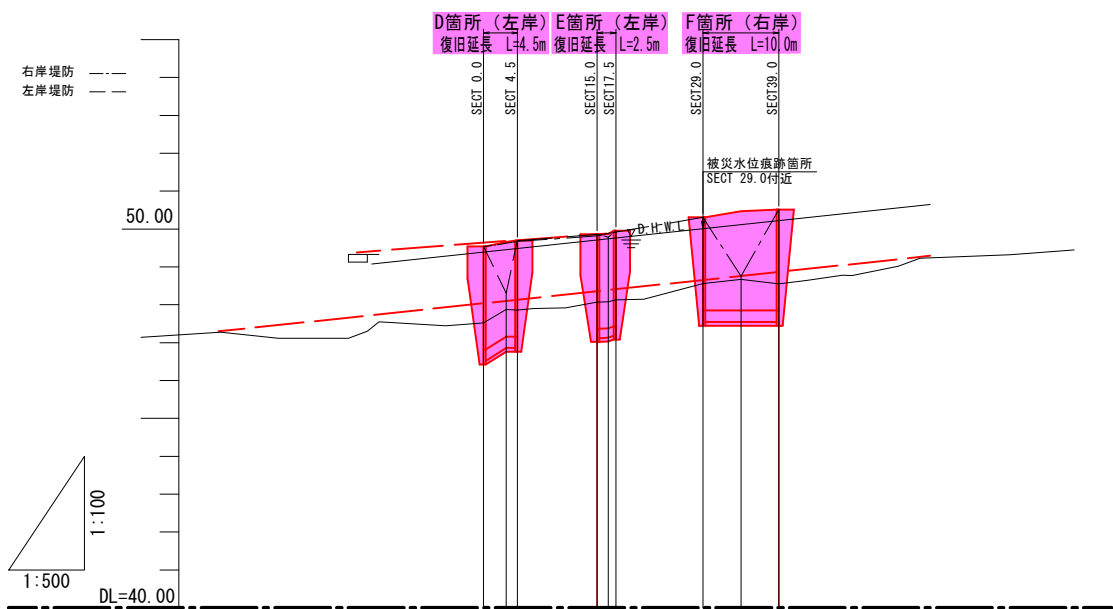 D箇所 (左岸)
復旧延長 L=4.5m
E箇所 (左岸)
復旧延長 L=2.5m
F箇所 (右岸)
復旧延長 L=10.0m
右岸堤防
左岸堤防
SECT 0.0
SECT 4.5
SECT15.0
SECT17.5
SECT29.0
SECT39.0
被災水位痕跡箇所
SECT 29.0付近
50.00
D.H.W.L
1:100
1:500
DL=40.00